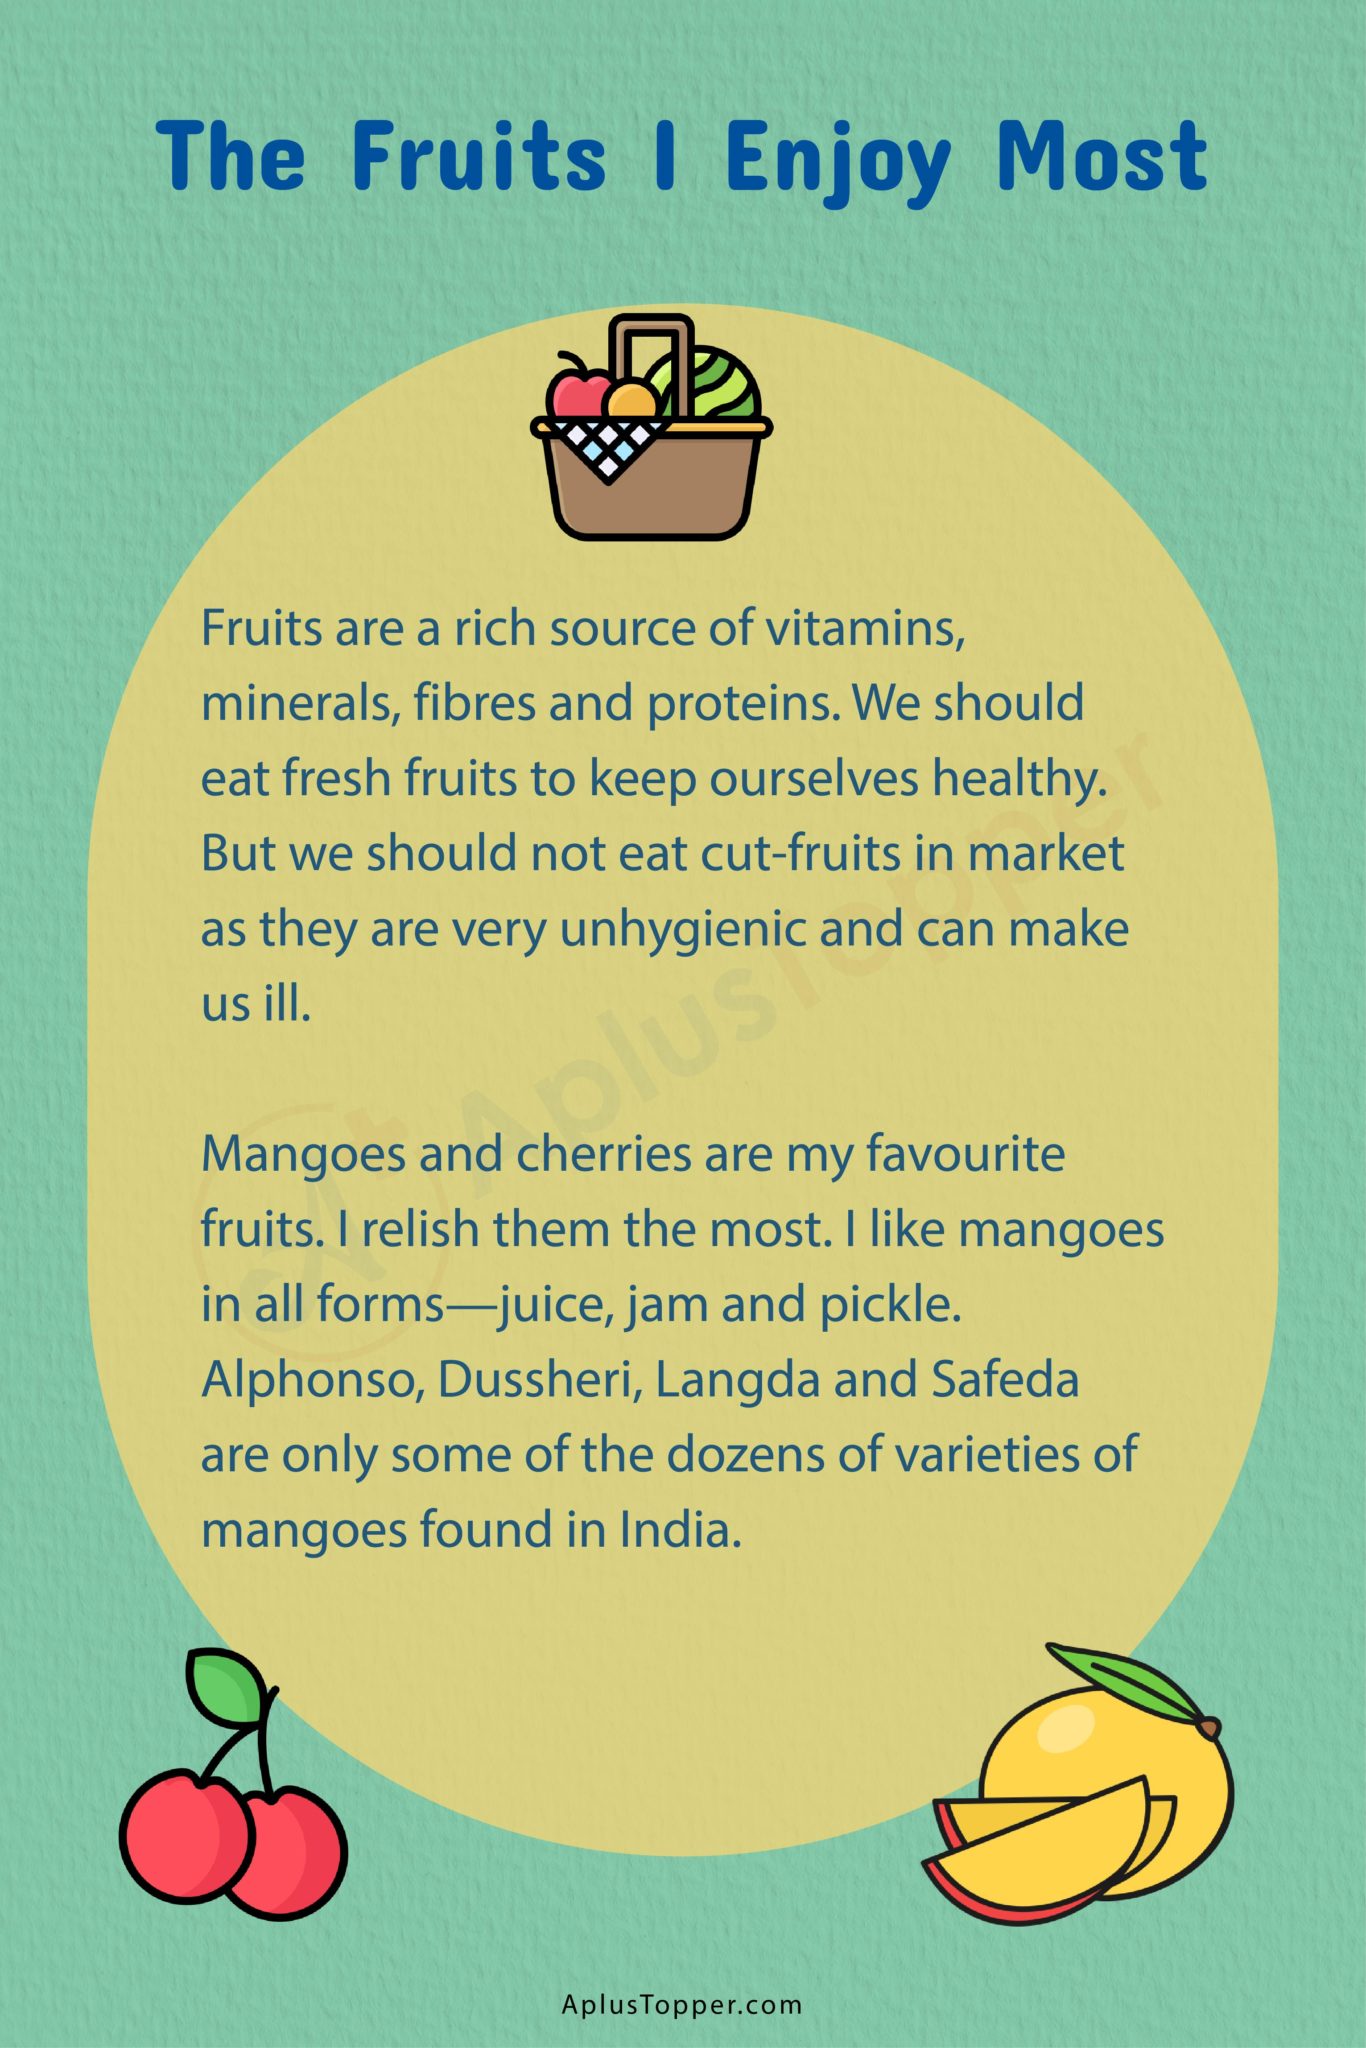 The Fruits I Enjoy Most
Fruits are a rich source of vitamins,
minerals, fibres and proteins. We should
eat fresh fruits to keep ourselves healthy.
But we should not eat cut-fruits in market
as they are very unhygienic and can make
us ill.
Mangoes and cherries are my favourite
fruits. I relish them the most. I like mangoes
in all forms—juice, jam and pickle.
Alphonso, Dussheri, Langda and Safeda
are only some of the dozens of varieties of
mangoes found in India.
AplusTopper
AplusTopper.com